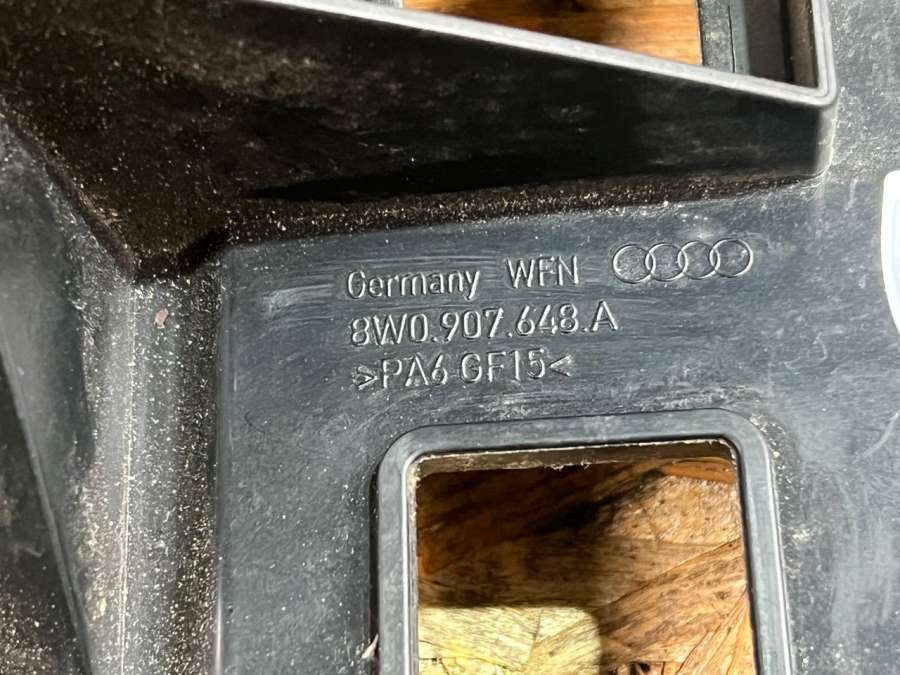 Germany WFN
8W0.907.648.A
>PA6-GF15<